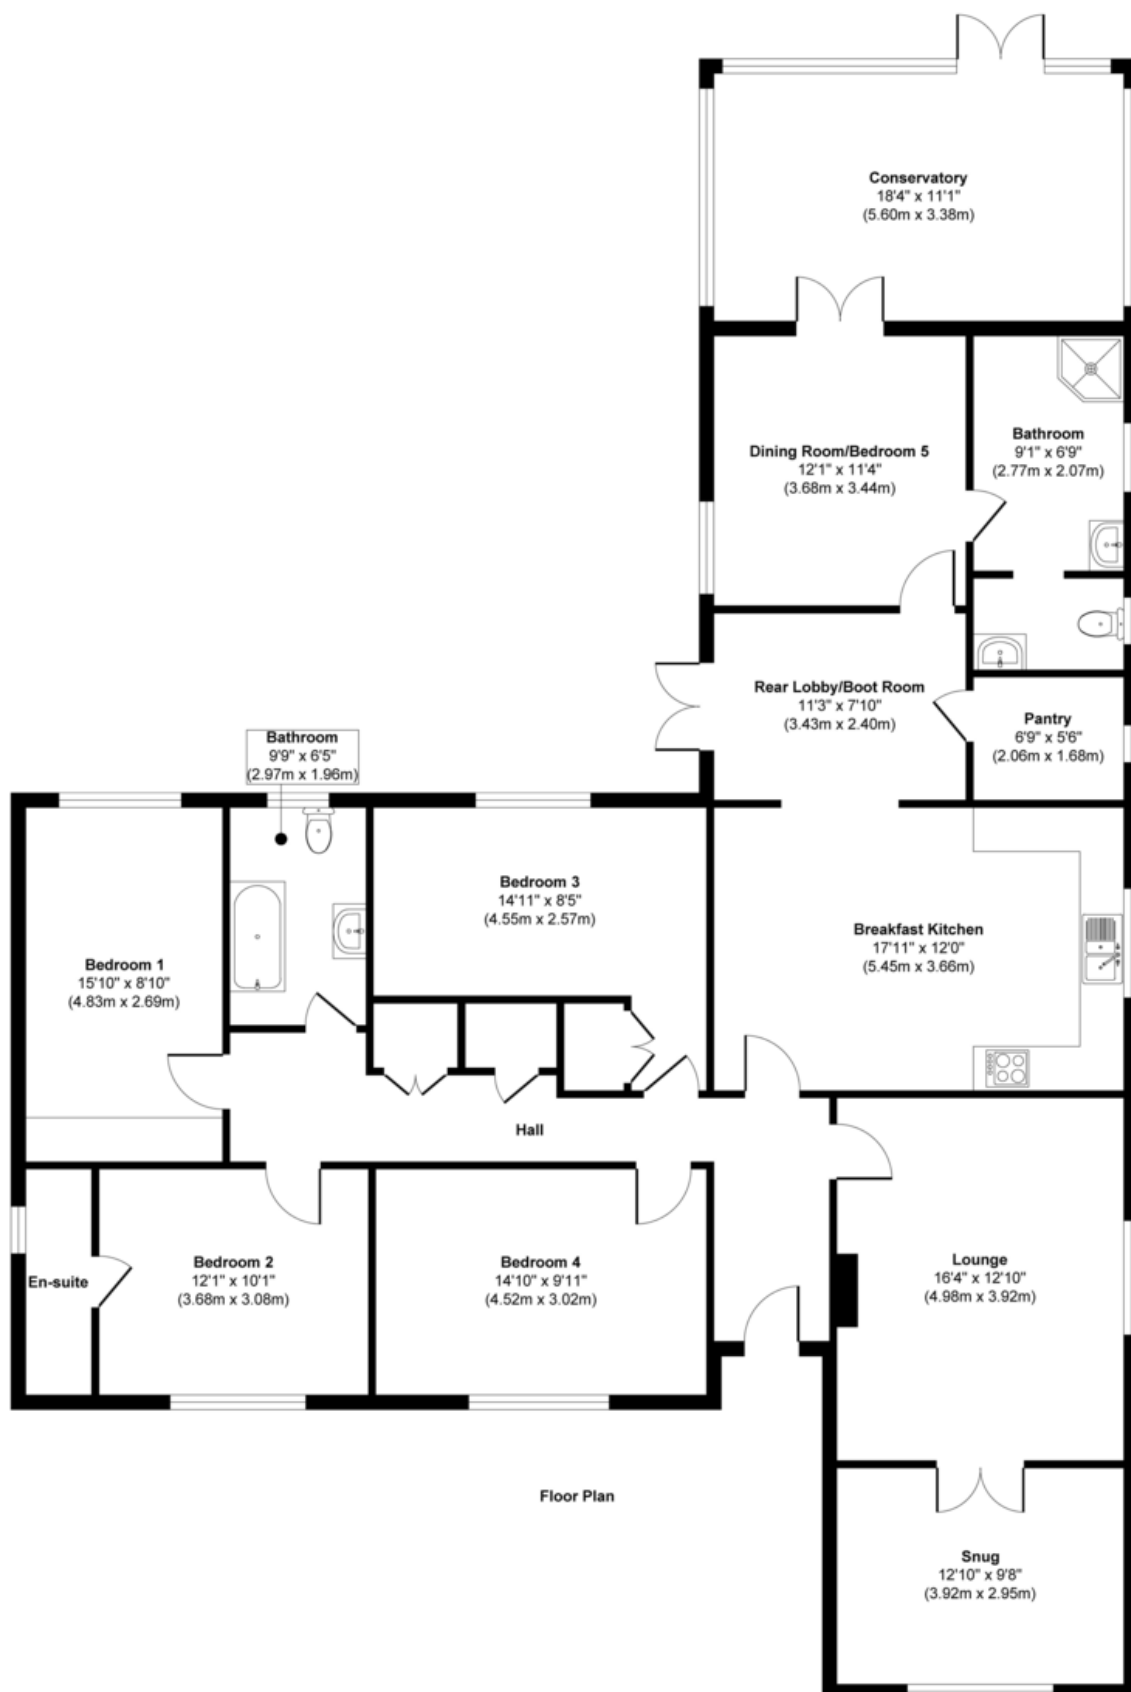 Conservatory
18'4" x 11'1"
(5.60m x 3.38m)
Dining Room/Bedroom 5
12'1" x 11'4"
(3.68m x 3.44m)
Bathroom
9'1" x 6'9"
(2.77m x 2.07m)
Rear Lobby/Boot Room
11'3" x 7'10"
(3.43m x 2.40m)
Pantry
6'9" x 5'6"
(2.06m x 1.68m)
Bathroom
9'9" x 6'5"
(2.97m x 1.96m)
Bedroom 3
14'11" x 8'5"
(4.55m x 2.57m)
Breakfast Kitchen
17'11" x 12'0"
(5.45m x 3.66m)
Bedroom 1
15'10" x 8'10"
(4.83m x 2.69m)
Hall
En-suite
Bedroom 2
12'1" x 10'1"
(3.68m x 3.08m)
Bedroom 4
14'10" x 9'11"
(4.52m x 3.02m)
Lounge
16'4" x 12'10"
(4.98m x 3.92m)
Floor Plan
Snug
12'10" x 9'8"
(3.92m x 2.95m)